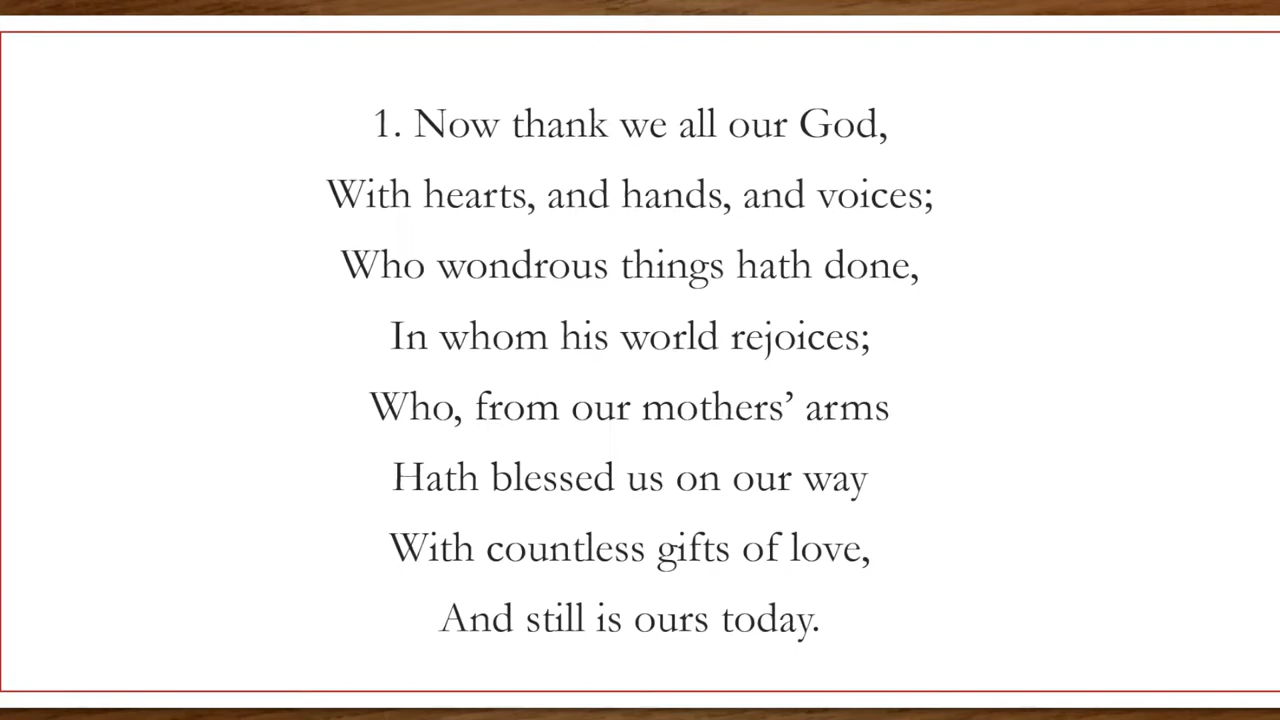 1. Now thank we all our God,
With hearts, and hands, and voices;
Who wondrous things hath done,
In whom his world rejoices;
Who, from our mothers’ arms
Hath blessed us on our way
With countless gifts of love,
And still is ours today.